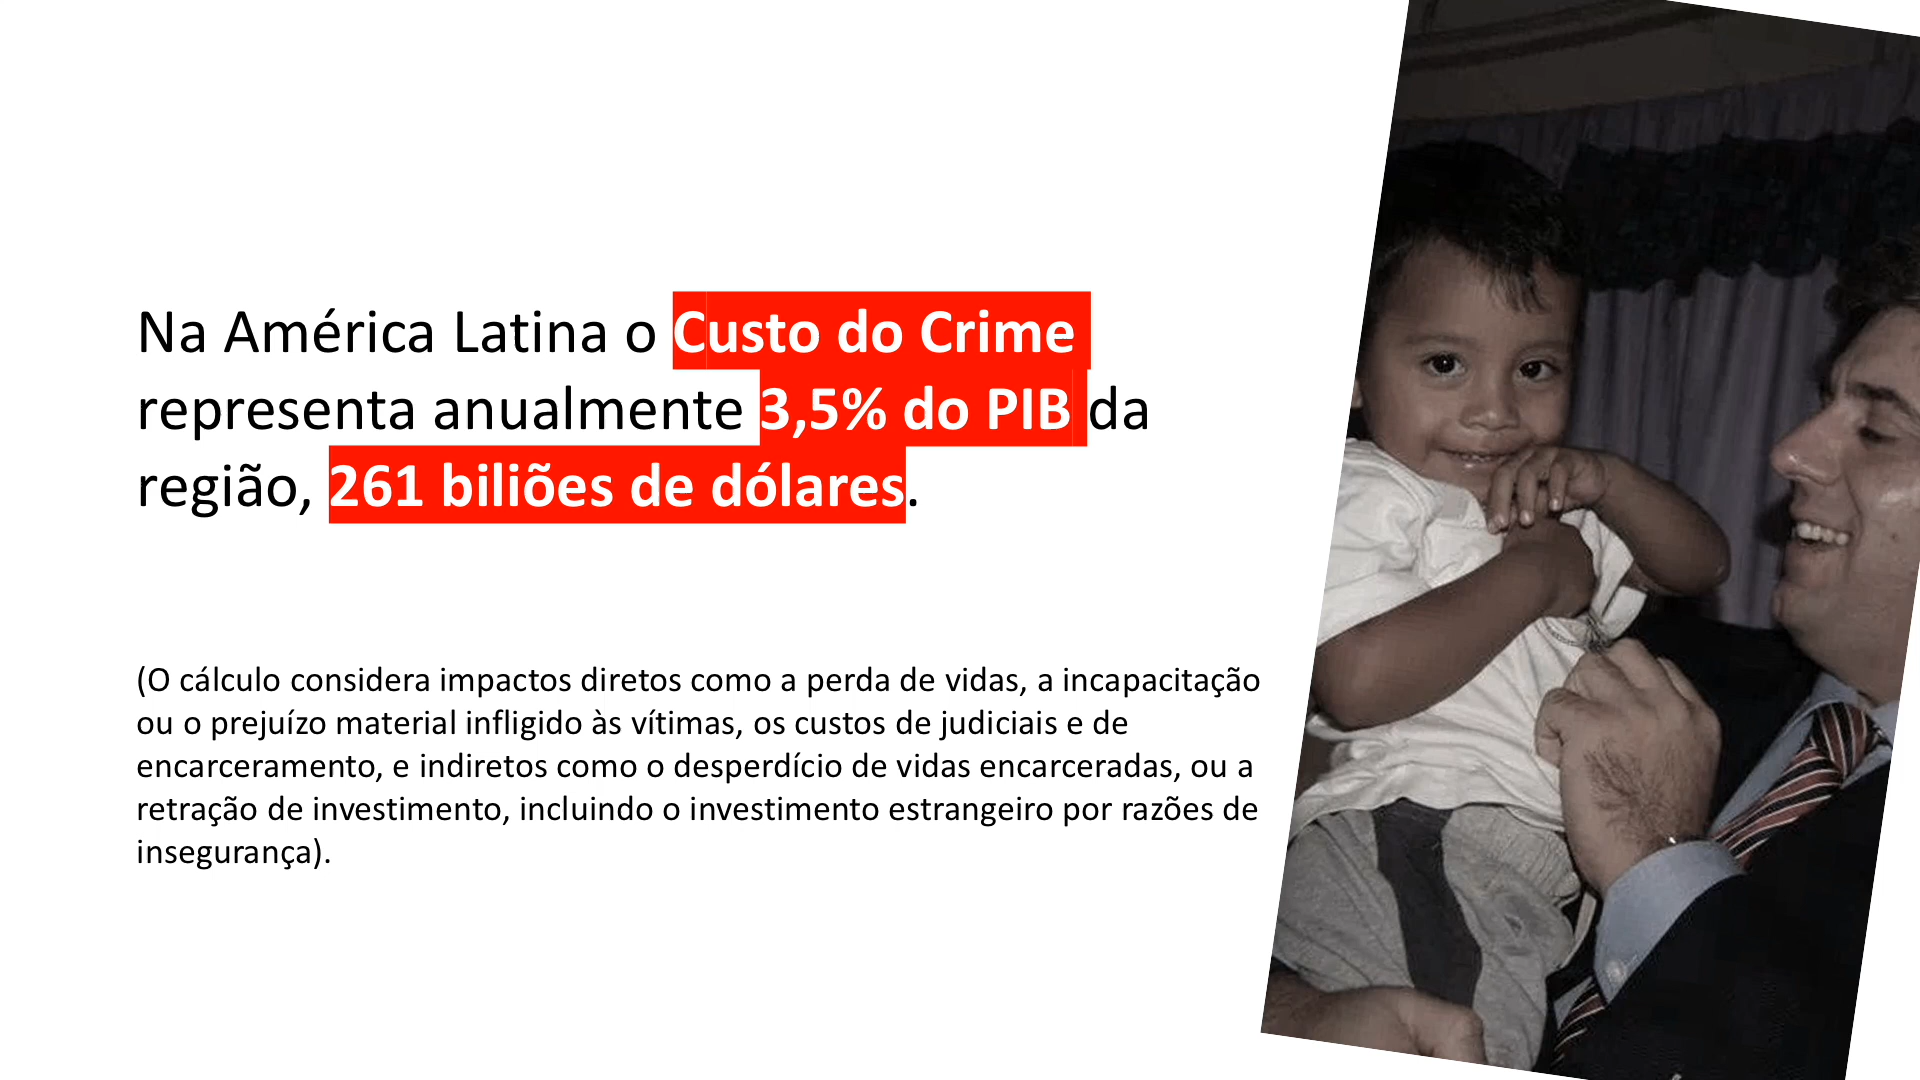 Na América Latina o Custo do Crime
representa anualmente 3,5% do PIB da
região, 261 biliões de dólares.
(O cálculo considera impactos diretos como a perda de vidas, a incapacitação
ou o prejuízo material infligido às vítimas, os custos de judiciais e de
encarceramento, e indiretos como o desperdício de vidas encarceradas, ou a
retração de investimento, incluindo o investimento estrangeiro por razões de
insegurança).